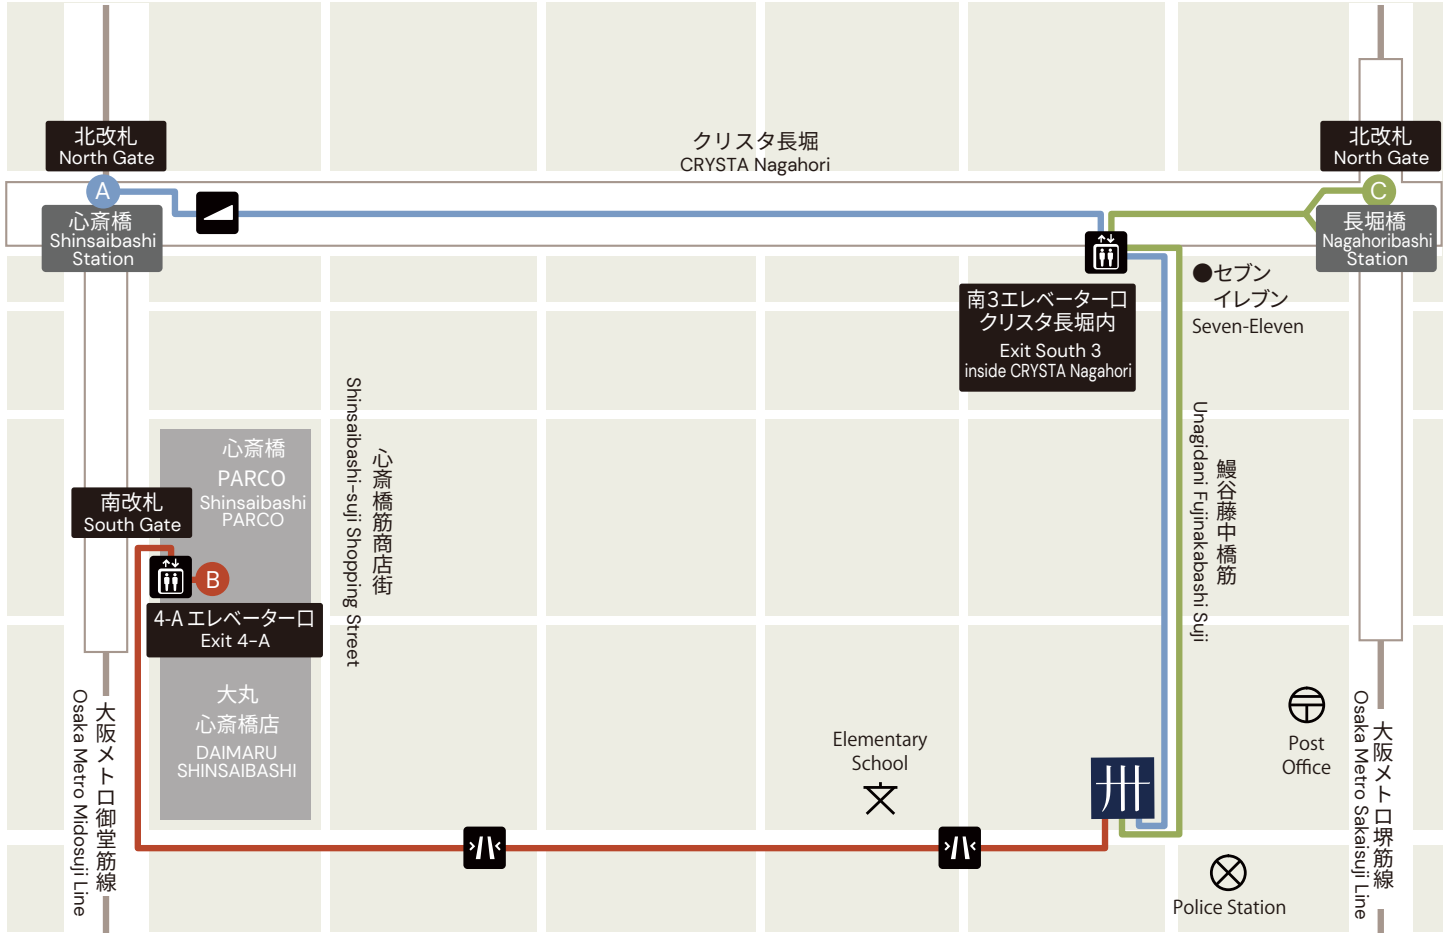 北改札
North Gate
A
心斎橋
Shinsaibashi
Station
クリスタ長堀
CRYSTA Nagahori
北改札
North Gate
C
長堀橋
Nagahoribashi
Station
セブン
イレブン
Seven-Eleven
南3エレベーター口
クリスタ長堀内
Exit South 3
inside CRYSTA Nagahori
心斎橋
PARCO
Shinsaibashi
PARCO
南改札
South Gate
B
4-A エレベーター口
Exit 4-A
大丸
心斎橋店
DAIMARU
SHINSAIBASHI
心斎橋筋商店街
Shinsaibashi-suji Shopping Street
鰻谷藤中橋筋
Unagidani Fujinakabashi Suji
大阪メトロ御堂筋線
Osaka Metro Midosuji Line
Elementary
School
文
州
Post
Office
大阪メトロ堺筋線
Osaka Metro Sakaisuji Line
Police Station